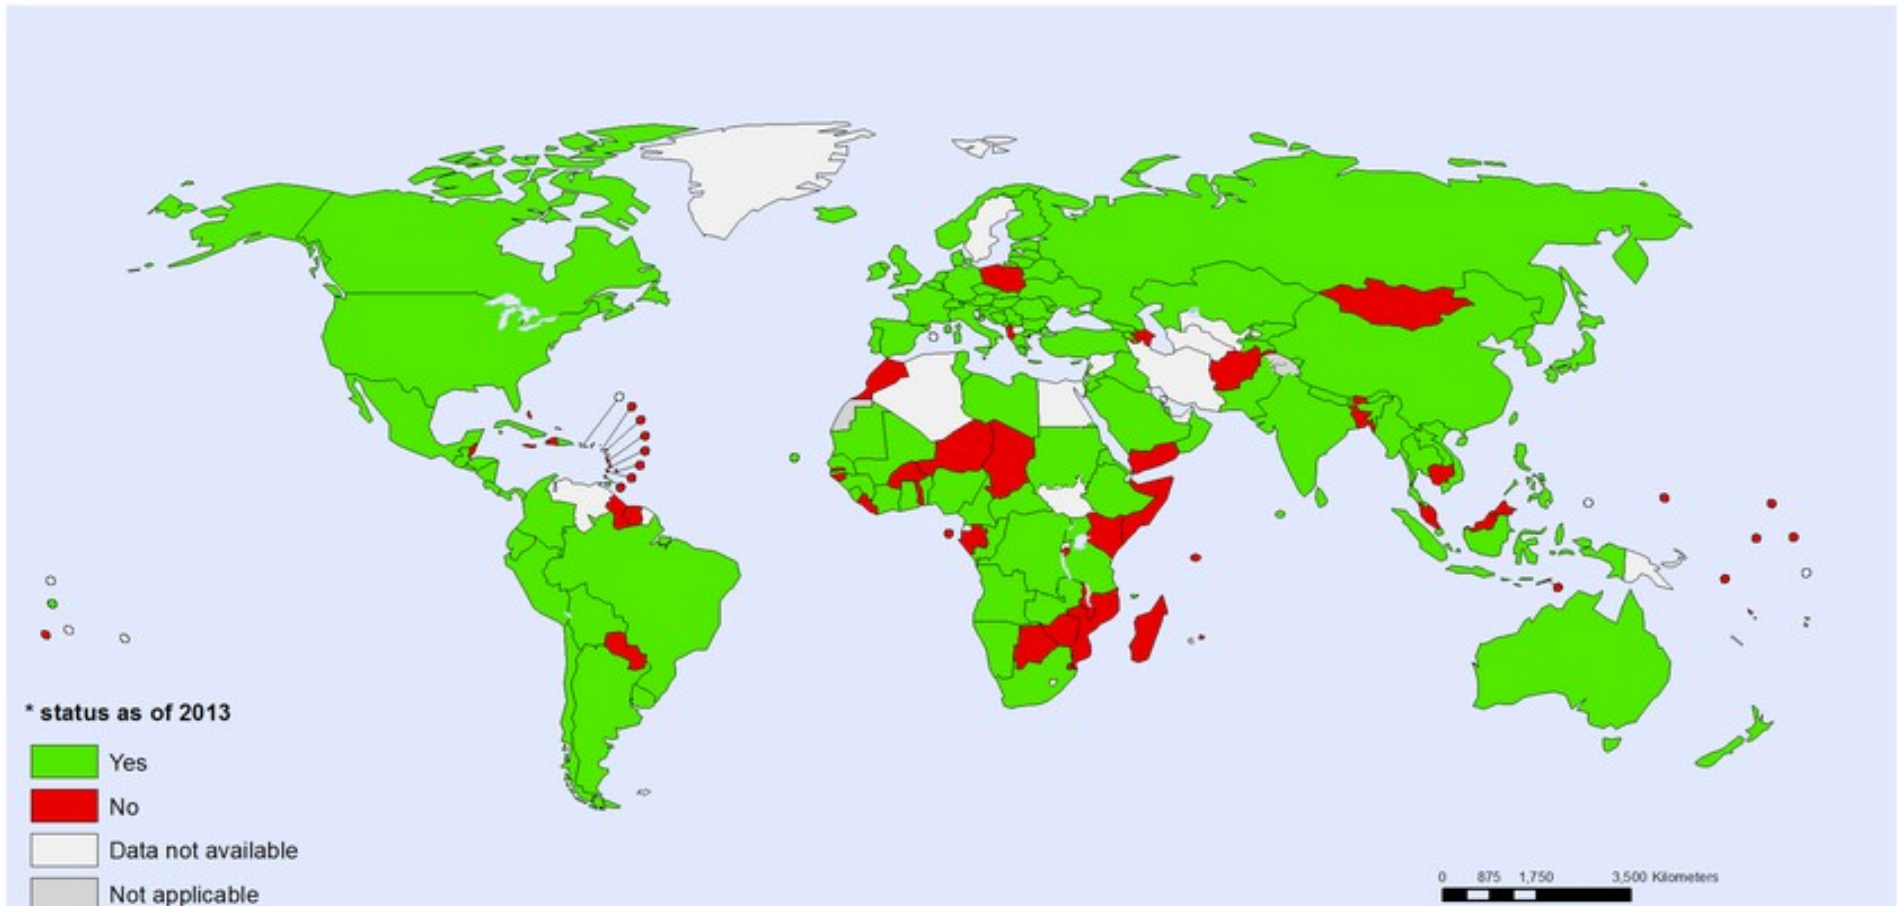 * status as of 2013
Yes
No
Data not available
Not applicable
0 875 1,750 3,500 Kilometers